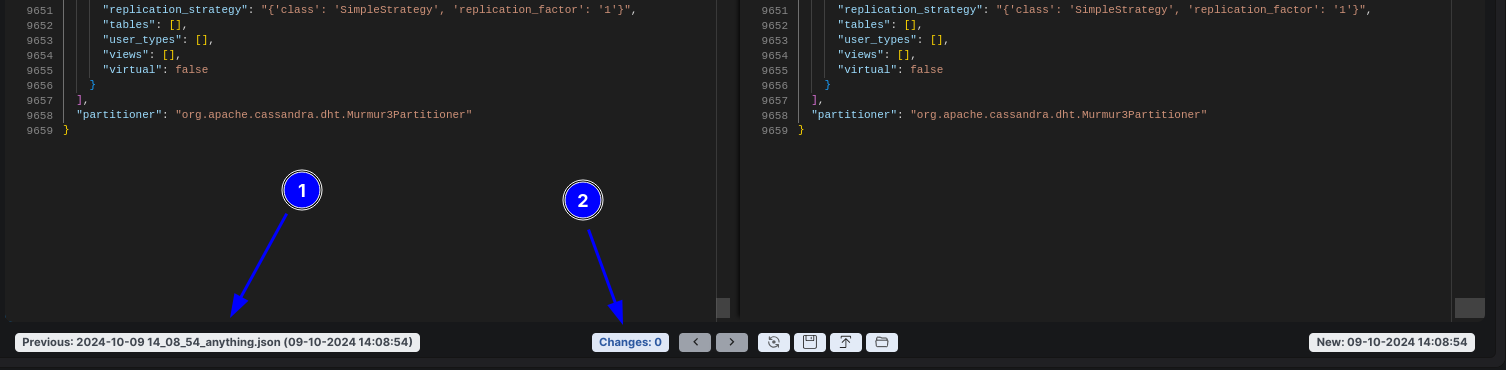 9651 "replication_strategy": "{'class': 'SimpleStrategy', 'replication_factor': '1'}",
9652 "tables": [],
9653 "user_types": [],
9654 "views": [],
9655 "virtual": false
9656 }
9657 ],
9658 "partitioner": "org.apache.cassandra.dht.Murmur3Partitioner"
9659 }
9651 "replication_strategy": "{'class': 'SimpleStrategy', 'replication_factor': '1'}",
9652 "tables": [],
9653 "user_types": [],
9654 "views": [],
9655 "virtual": false
9656 }
9657 ],
9658 "partitioner": "org.apache.cassandra.dht.Murmur3Partitioner"
9659 }
1
2
Previous: 2024-10-09 14_08_54_anything.json (09-10-2024 14:08:54)
Changes: 0
New: 09-10-2024 14:08:54